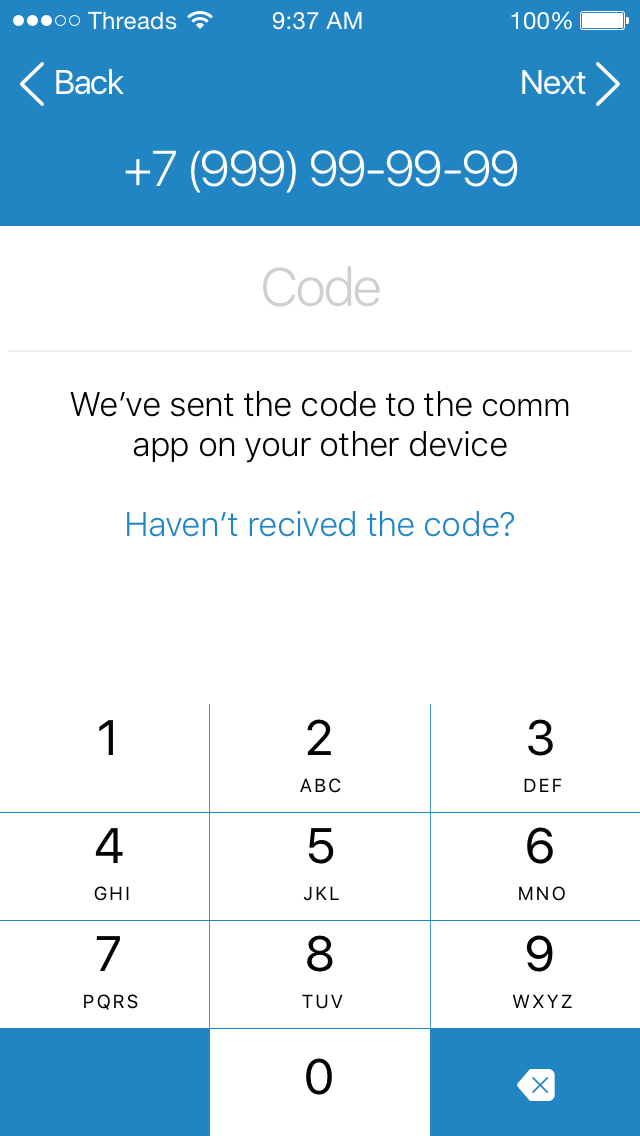 Threads 9:37 AM 100%
Back Next
+7 (999) 99-99-99
Code
We’ve sent the code to the comm
app on your other device
Haven’t recived the code?
1 2 3
ABC DEF
4 5 6
GHI JKL MNO
7 8 9
PQRS TUV WXYZ
0